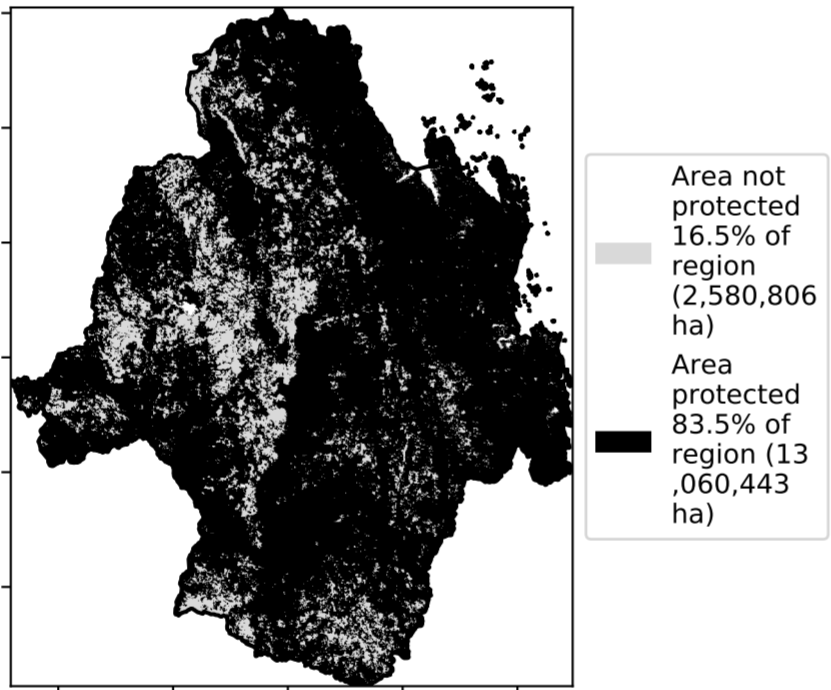 Area not
protected
16.5% of
region
(2,580,806
ha)
Area
protected
83.5% of
region (13
,060,443
ha)